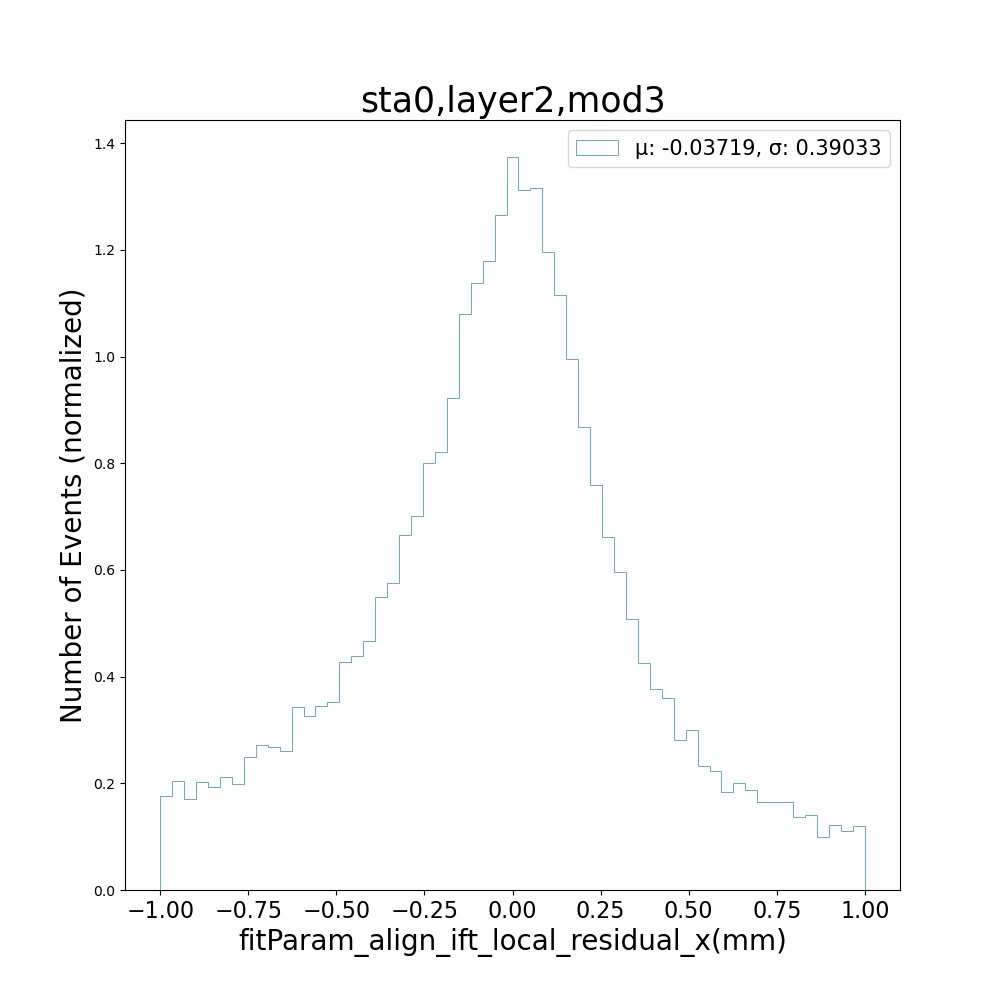 sta0,layer2,mod3
μ: -0.03719, σ: 0.39033
Number of Events (normalized)
1.4
1.2
1.0
0.8
0.6
0.4
0.2
0.0
−1.00 −0.75 −0.50 −0.25 0.00 0.25 0.50 0.75 1.00
fitParam_align_ift_local_residual_x(mm)